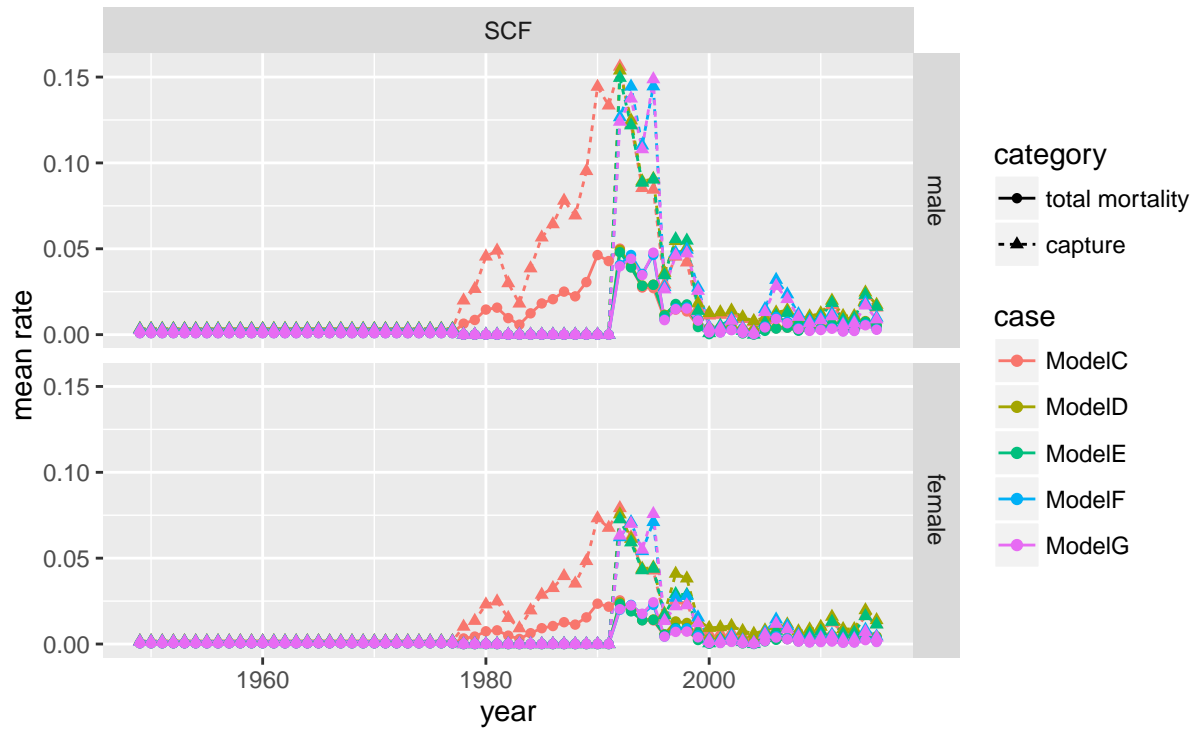 SCF
mean rate
0.15
0.10
0.05
0.00
male
0.15
0.10
0.05
0.00
female
1960
1980
2000
year
category
total mortality
capture
case
ModelC
ModelD
ModelE
ModelF
ModelG